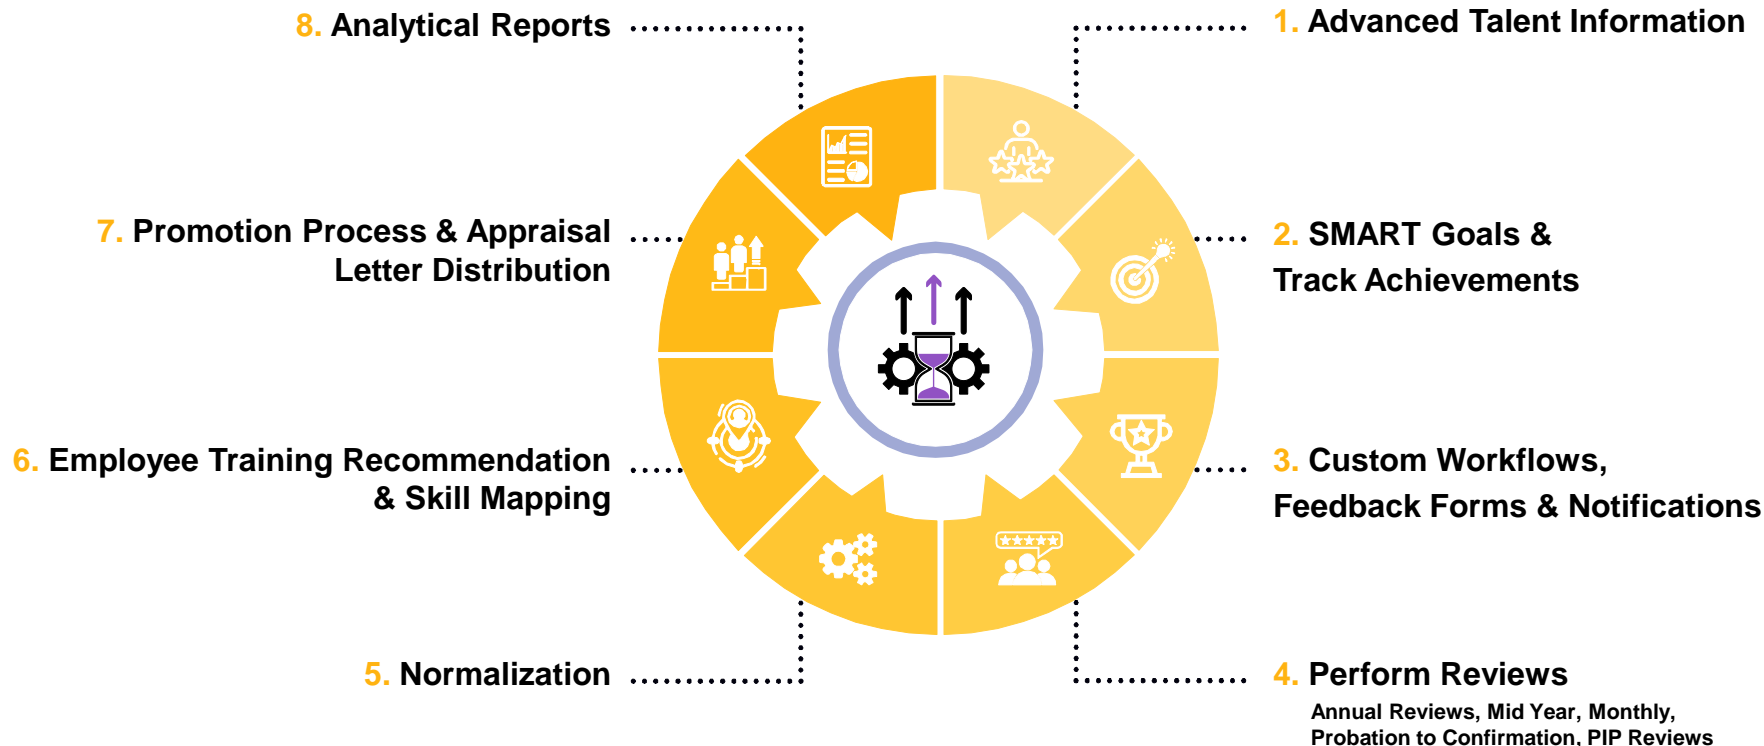 1. Advanced Talent Information
2. SMART Goals &
Track Achievements
3. Custom Workflows,
Feedback Forms & Notifications
4. Perform Reviews
Annual Reviews, Mid Year, Monthly,
Probation to Confirmation, PIP Reviews
5. Normalization
6. Employee Training Recommendation
& Skill Mapping
7. Promotion Process & Appraisal
Letter Distribution
8. Analytical Reports